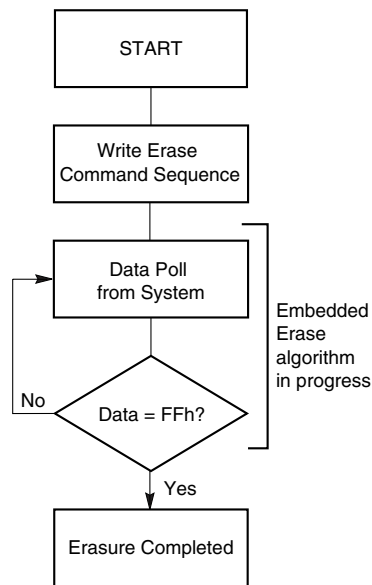 START
Write Erase
Command Sequence
Data Poll
from System
Embedded
Erase
algorithm
in progress
No
Data = FFh?
Yes
Erasure Completed